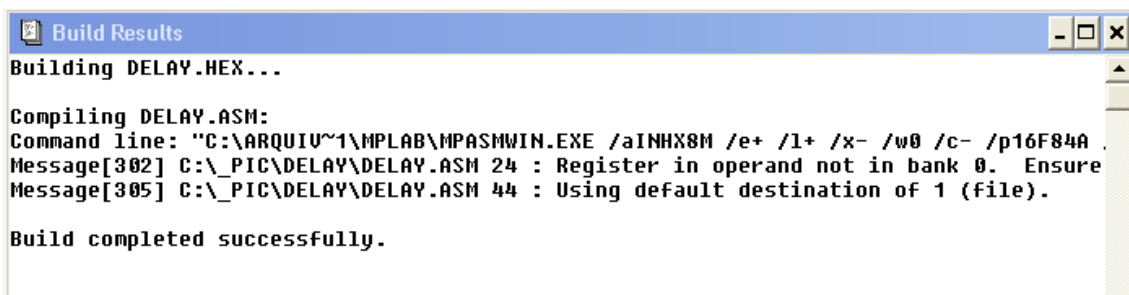 Build Results
Building DELAY.HEX...
Compiling DELAY.ASM:
Command line: "C:\ARQUIV~1\MPLAB\MPASMWIN.EXE /aINHX8M /e+ /l+ /x- /w0 /c- /p16F84A
Message[302] C:\_PIC\DELAY\DELAY.ASM 24 : Register in operand not in bank 0.  Ensure
Message[305] C:\_PIC\DELAY\DELAY.ASM 44 : Using default destination of 1 (file).
Build completed successfully.